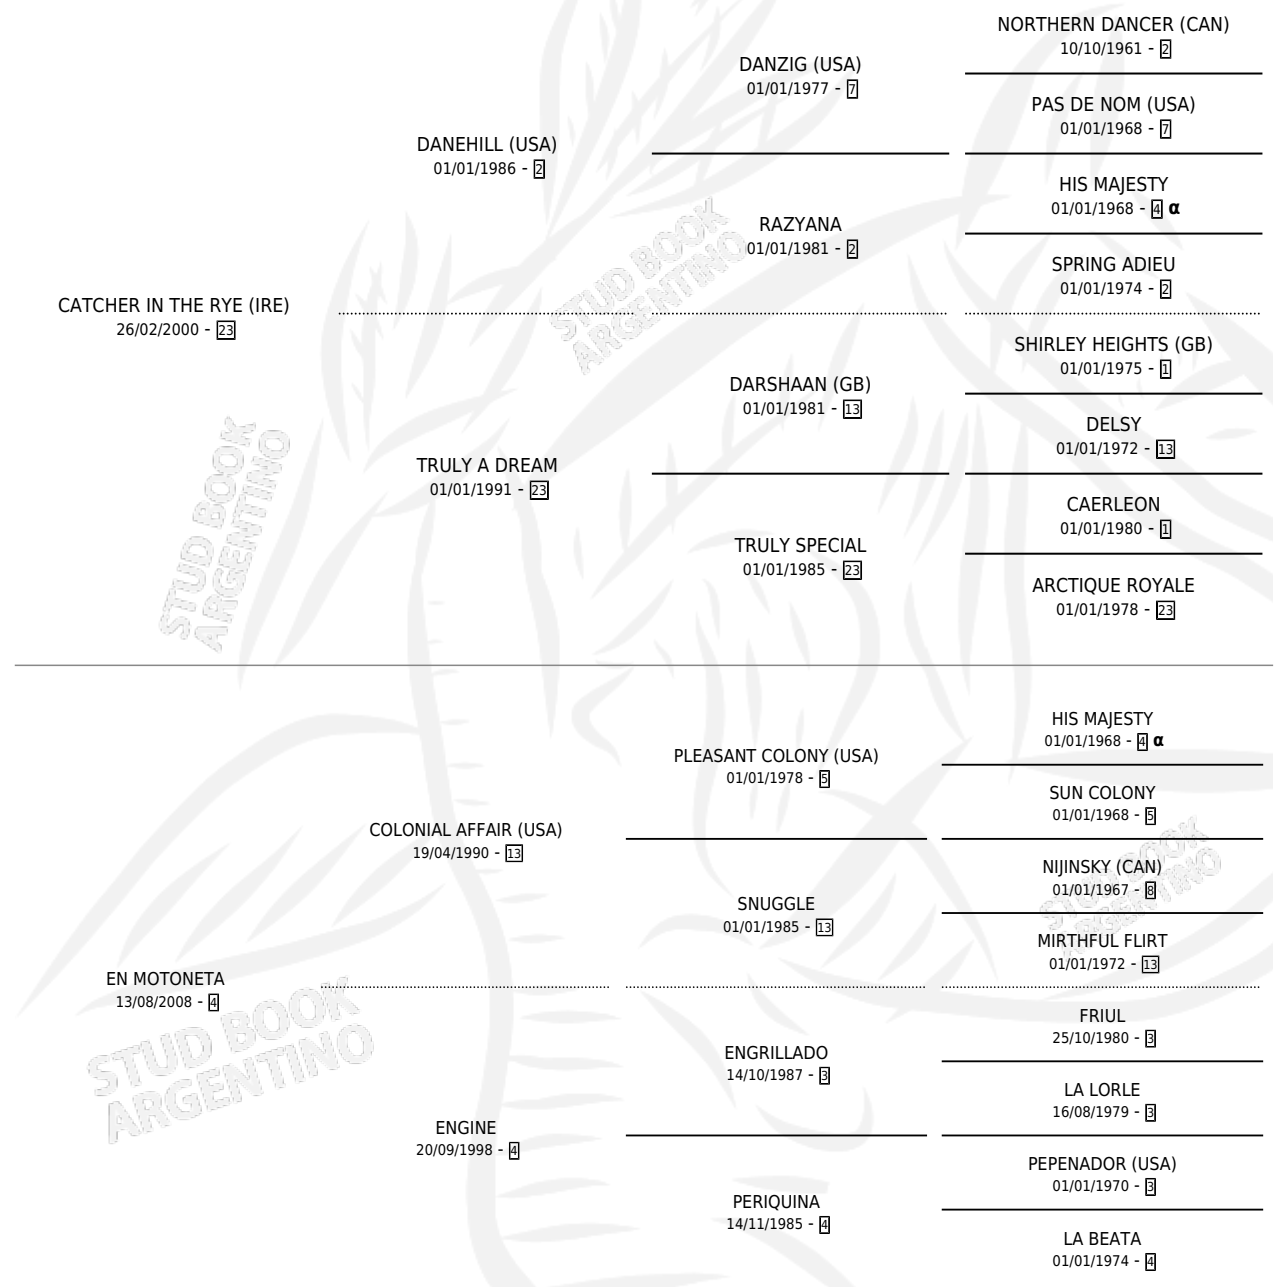 NORTHERN DANCER (CAN)
10/10/1961 - 2
DANZIG (USA)
01/01/1977 - 7
PAS DE NOM (USA)
01/01/1968 - 7
DANEHILL (USA)
01/01/1986 - 2
HIS MAJESTY
01/01/1968 - 4 α
RAZYANA
01/01/1981 - 2
SPRING ADIEU
01/01/1974 - 2
CATCHER IN THE RYE (IRE)
26/02/2000 - 23
SHIRLEY HEIGHTS (GB)
01/01/1975 - 1
DARSHAAN (GB)
01/01/1981 - 13
DELSY
01/01/1972 - 13
TRULY A DREAM
01/01/1991 - 23
CAERLEON
01/01/1980 - 1
TRULY SPECIAL
01/01/1985 - 23
ARCTIQUE ROYALE
01/01/1978 - 23
HIS MAJESTY
01/01/1968 - 4 α
PLEASANT COLONY (USA)
01/01/1978 - 5
SUN COLONY
01/01/1968 - 5
COLONIAL AFFAIR (USA)
19/04/1990 - 13
NIJINSKY (CAN)
01/01/1967 - 8
SNUGGLE
01/01/1985 - 13
MIRTHFUL FLIRT
01/01/1972 - 13
EN MOTONETA
13/08/2008 - 4
FRIUL
25/10/1980 - 3
ENGRILLADO
14/10/1987 - 3
LA LORLE
16/08/1979 - 3
ENGINE
20/09/1998 - 4
PEPENADOR (USA)
01/01/1970 - 3
PERIQUINA
14/11/1985 - 4
LA BEATA
01/01/1974 - 4
STUD BOOK
ARGENTINO
STUD BOOK
ARGENTINO
STUD BOOK
ARGENTINO
STUD BOOK
ARGENTINO